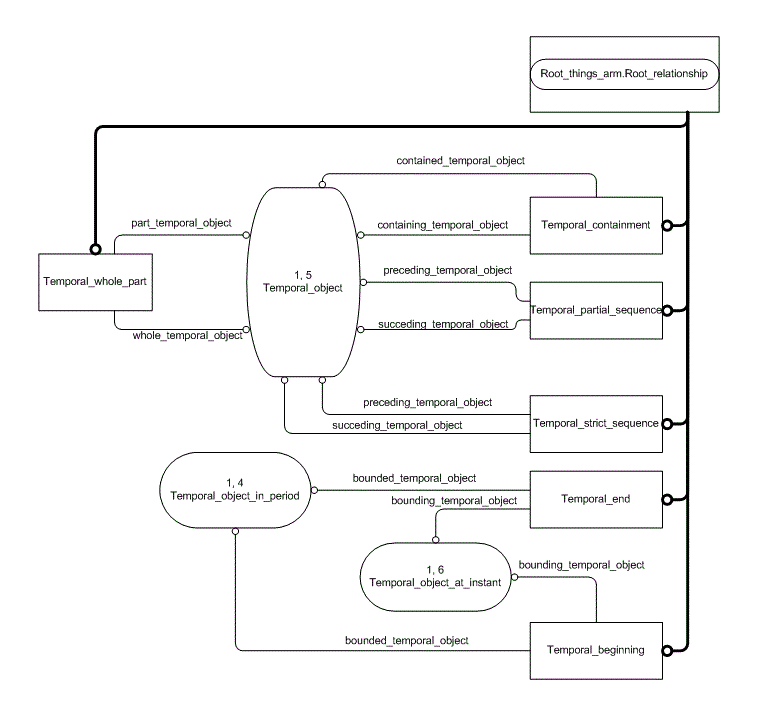 Root_things_arm.Root_relationship
contained_temporal_object
part_temporal_object
containing_temporal_object
Temporal_containment
preceding_temporal_object
1, 5
Temporal_object
Temporal_whole_part
Temporal_partial_sequence
succeding_temporal_object
whole_temporal_object
preceding_temporal_object
succeding_temporal_object
Temporal_strict_sequence
bounded_temporal_object
1, 4
Temporal_object_in_period
bounding_temporal_object
Temporal_end
1, 6
Temporal_object_at_instant
bounding_temporal_object
bounded_temporal_object
Temporal_beginning